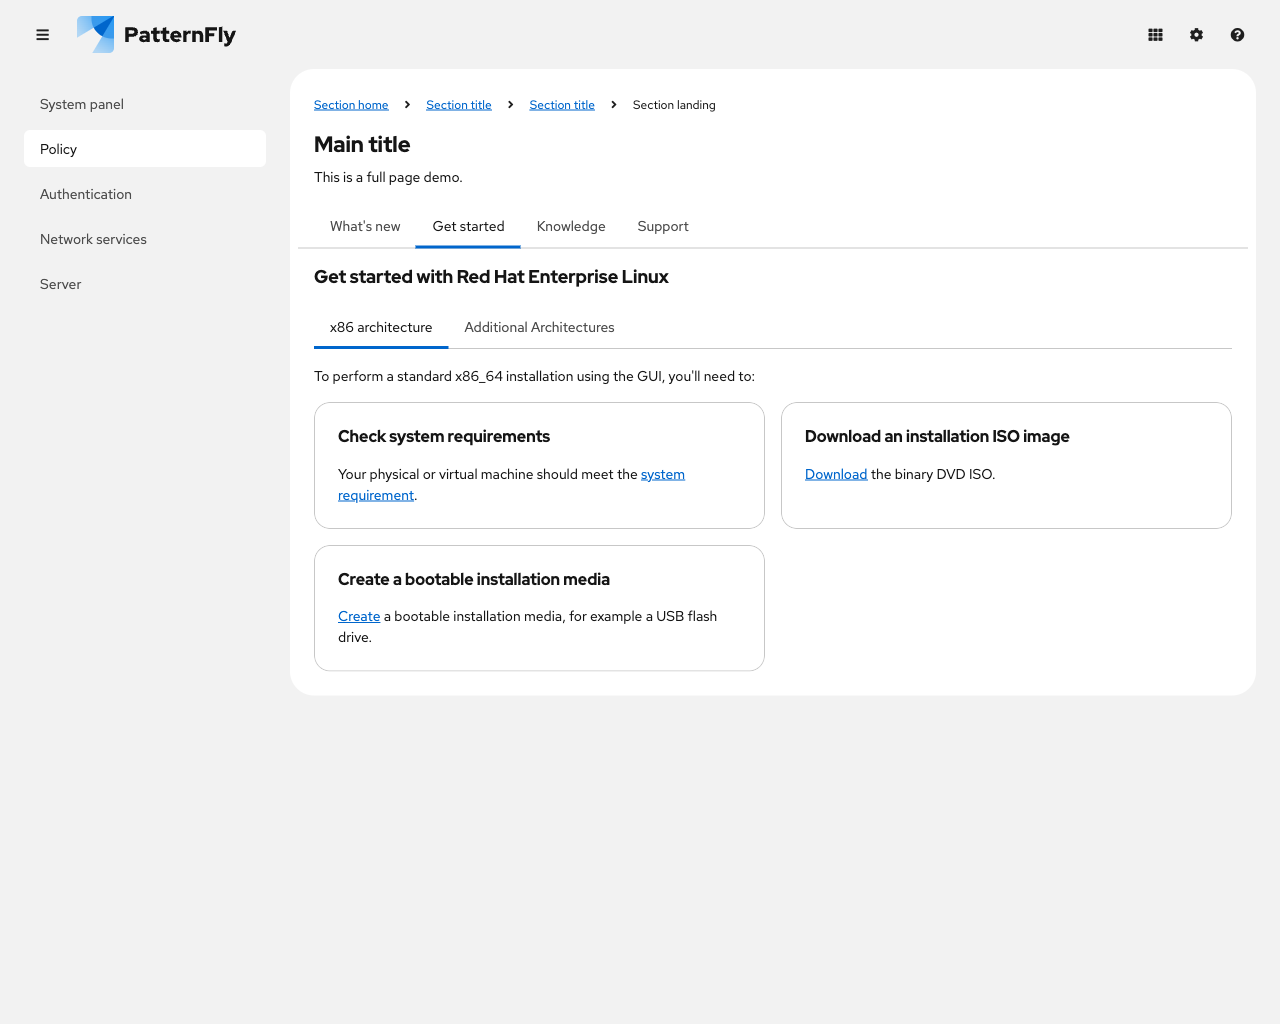 PatternFly
System panel
Policy
Authentication
Network services
Server
Section home
Section title
Section title
Section landing
Main title
This is a full page demo.
What's new
Get started
Knowledge
Support
Get started with Red Hat Enterprise Linux
x86 architecture
Additional Architectures
To perform a standard x86_64 installation using the GUI, you'll need to:
Check system requirements
Your physical or virtual machine should meet the system
requirement.
Download an installation ISO image
Download the binary DVD ISO.
Create a bootable installation media
Create a bootable installation media, for example a USB flash
drive.